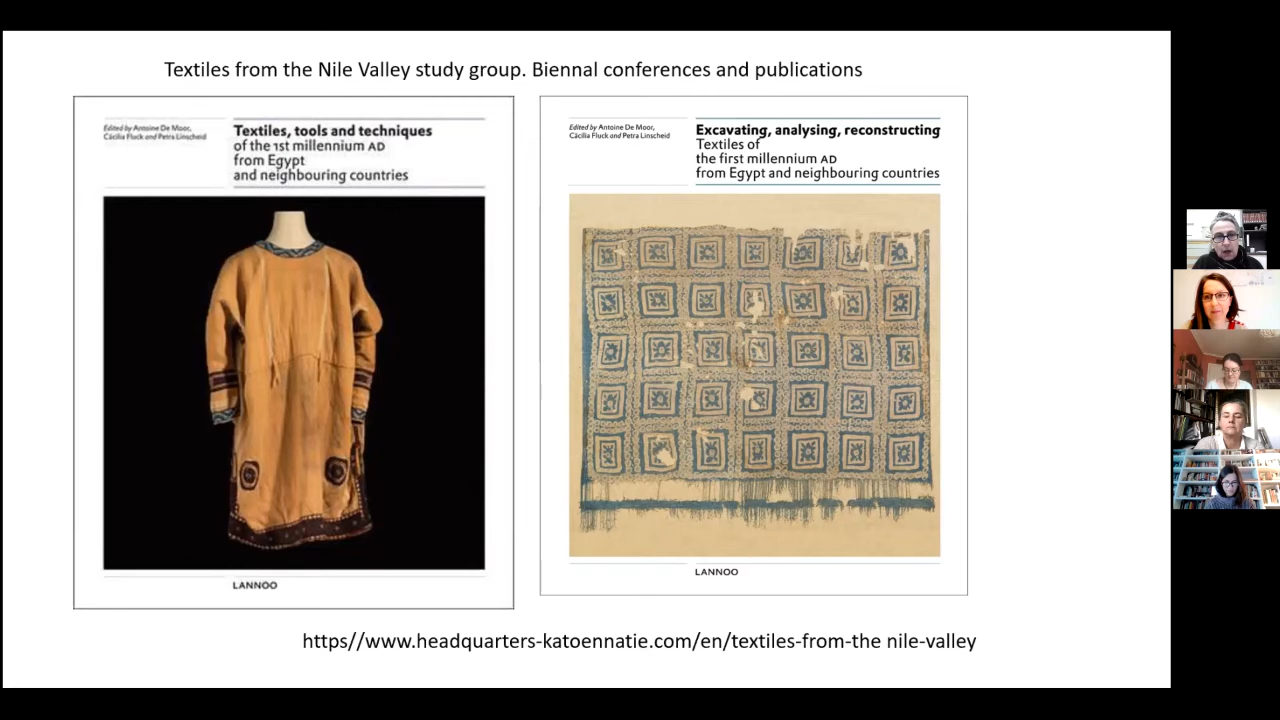 Textiles from the Nile Valley study group. Biennal conferences and publications
Edited by Antoine De Moor,
Cäcilia Fluck and Petra Linscheid
Textiles, tools and techniques
of the 1st millennium AD
from Egypt
and neighbouring countries
LANNOO
Edited by Antoine De Moor,
Cäcilia Fluck and Petra Linscheid
Excavating, analysing, reconstructing
Textiles of
the first millennium AD
from Egypt and neighbouring countries
LANNOO
https//www.headquarters-katoennatie.com/en/textiles-from-the nile-valley